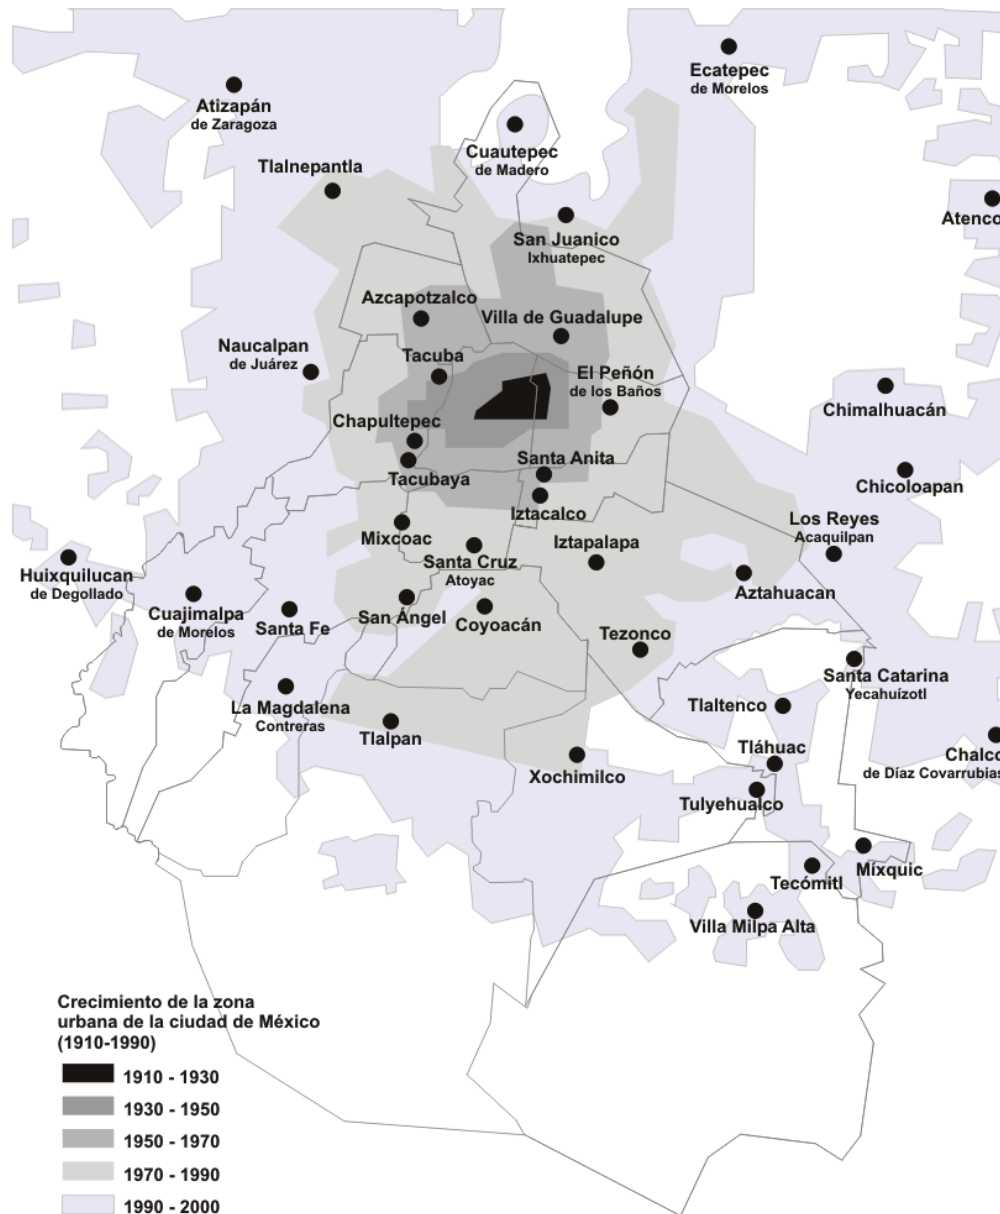 Ecatepec
de Morelos
Atizapán
de Zaragoza
Cuautepec
de Madero
Tlalnepantla
Atenco
San Juanico
Ixhuatepec
Azcapotzalco
Villa de Guadalupe
Naucalpan
de Juárez
Tacuba
El Peñón
de los Baños
Chimalhuacán
Chapultepec
Santa Anita
Tacubaya
Chicoloapan
Iztacalco
Los Reyes
Acaquilpan
Mixcoac
Iztapalapa
Santa Cruz
Atoyac
Huixquilucan
de Degollado
Aztahuacan
Cuajimalpa
de Morelos
Santa Fe
San Ángel
Coyoacán
Tezonco
Santa Catarina
Yecahuízotl
La Magdalena
Contreras
Tlaltenco
Tlalpan
Tláhuac
Chalco
de Díaz Covarrubias
Xochimilco
Tulyehualco
Míxquic
Tecómitl
Villa Milpa Alta
Crecimiento de la zona
urbana de la ciudad de México
(1910-1990)
1910 - 1930
1930 - 1950
1950 - 1970
1970 - 1990
1990 - 2000